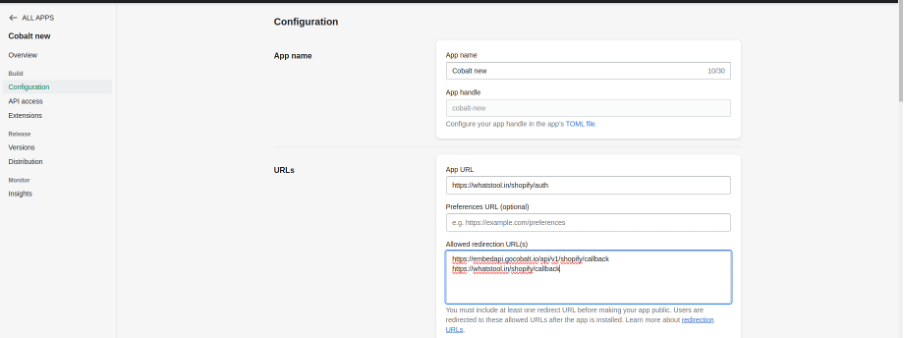 ALL APPS
Cobalt new
Overview
Build
Configuration
API access
Extensions
Release
Versions
Distribution
Monitor
Insights
Configuration
App name
App name
Cobalt new
10/30
App handle
cobalt-new
Configure your app handle in the app's TOML file.
URLs
App URL
https://whatstool.in/shopify/auth
Preferences URL (optional)
e.g. https://example.com/preferences
Allowed redirection URL(s)
https://embedapi.gocobalt.io/api/v1/shopify/callback
https://whatstool.in/shopify/callback
You must include at least one redirect URL before making your app public. Users are
redirected to these allowed URLs after the app is installed. Learn more about redirection
URLs.